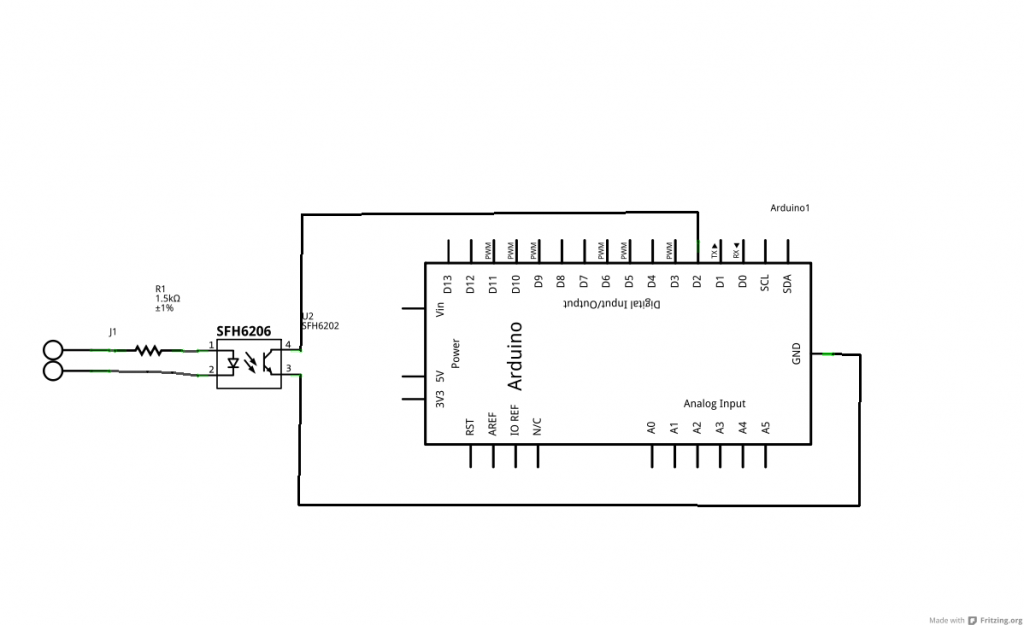 Arduino1
D13
D12
PWM
D11
PWM
D10
PWM
D9
D8
D7
PWM
D6
PWM
D5
D4
PWM
D3
D2
TX▶
D1
RX◀
D0
SCL
SDA
Digital Input/Output
R1
1.5kΩ
±1%
J1
SFH6206
U2
SFH6202
1
2
4
3
Vin
Power
5V
3V3
Arduino
GND
Analog Input
RST
AREF
IO REF
N/C
A0
A1
A2
A3
A4
A5
Made with Fritzing.org